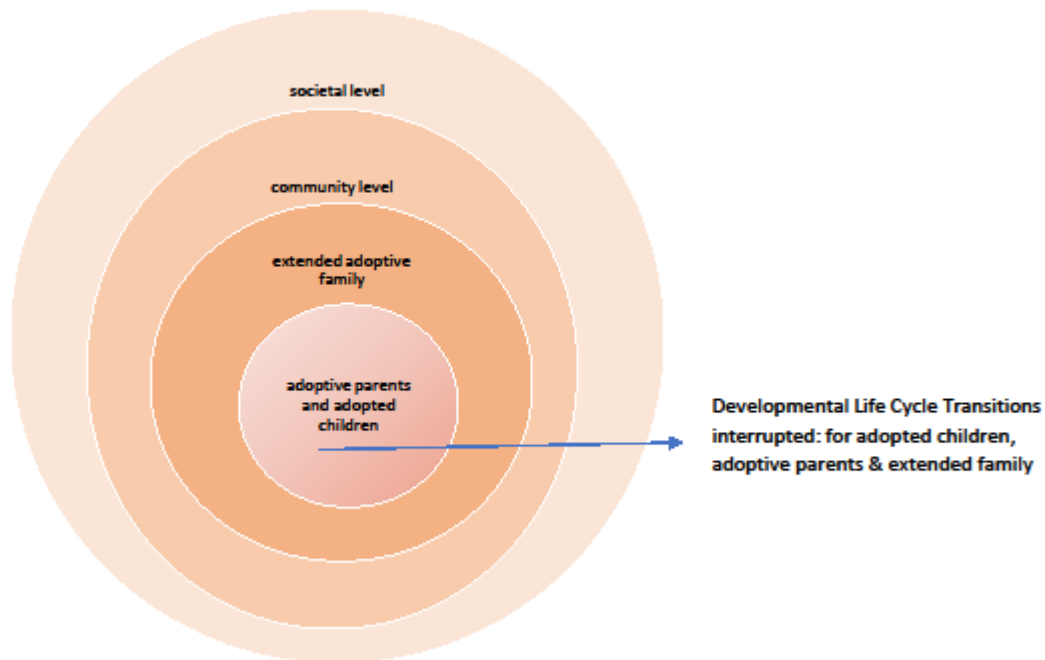 societal level
community level
extended adoptive
family
adoptive parents
and adopted
children
Developmental Life Cycle Transitions
interrupted: for adopted children,
adoptive parents & extended family